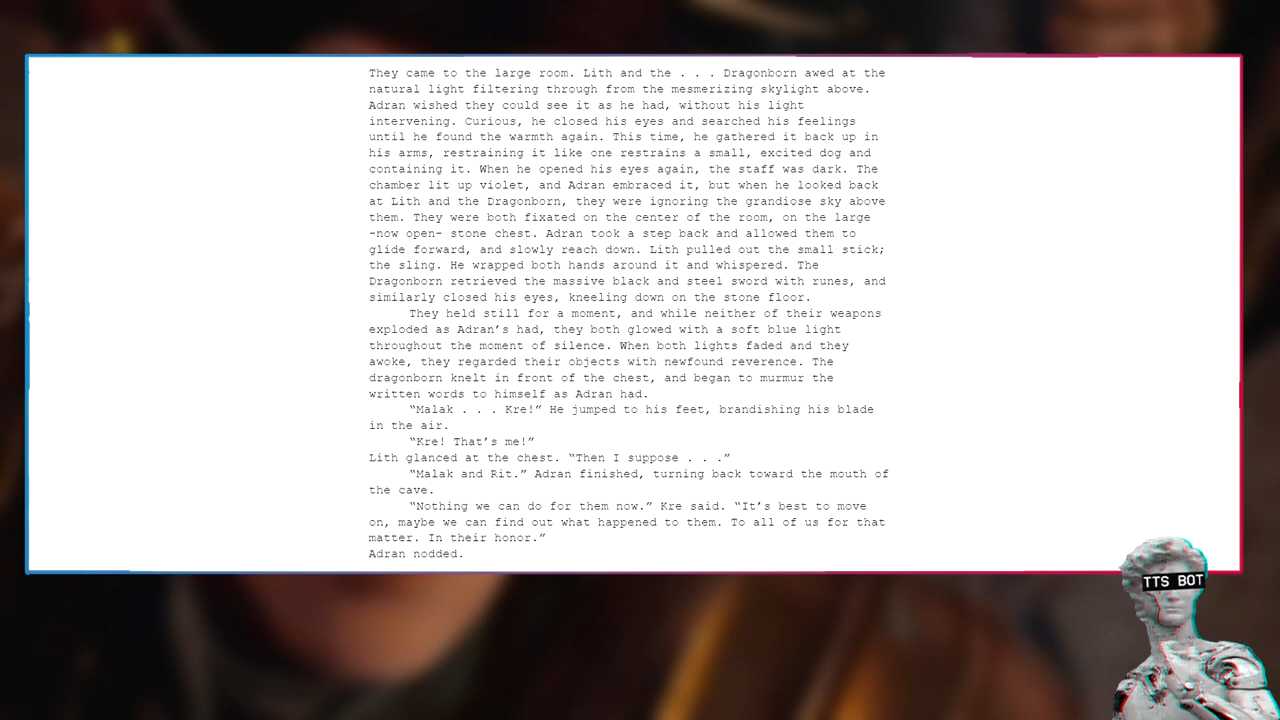 They came to the large room. Lith and the . . . Dragonborn awed at the
natural light filtering through from the mesmerizing skylight above.
Adran wished they could see it as he had, without his light
intervening. Curious, he closed his eyes and searched his feelings
until he found the warmth again. This time, he gathered it back up in
his arms, restraining it like one restrains a small, excited dog and
containing it. When he opened his eyes again, the staff was dark. The
chamber lit up violet, and Adran embraced it, but when he looked back
at Lith and the Dragonborn, they were ignoring the grandiose sky above
them. They were both fixated on the center of the room, on the large
-now open- stone chest. Adran took a step back and allowed them to
glide forward, and slowly reach down. Lith pulled out the small stick;
the sling. He wrapped both hands around it and whispered. The
Dragonborn retrieved the massive black and steel sword with runes, and
similarly closed his eyes, kneeling down on the stone floor.
They held still for a moment, and while neither of their weapons
exploded as Adran’s had, they both glowed with a soft blue light
throughout the moment of silence. When both lights faded and they
awoke, they regarded their objects with newfound reverence. The
dragonborn knelt in front of the chest, and began to murmur the
written words to himself as Adran had.
“Malak . . . Kre!” He jumped to his feet, brandishing his blade
in the air.
“Kre! That’s me!”
Lith glanced at the chest. “Then I suppose . . .”
“Malak and Rit.” Adran finished, turning back toward the mouth of
the cave.
“Nothing we can do for them now.” Kre said. “It’s best to move
on, maybe we can find out what happened to them. To all of us for that
matter. In their honor.”
Adran nodded.
TTS BOT